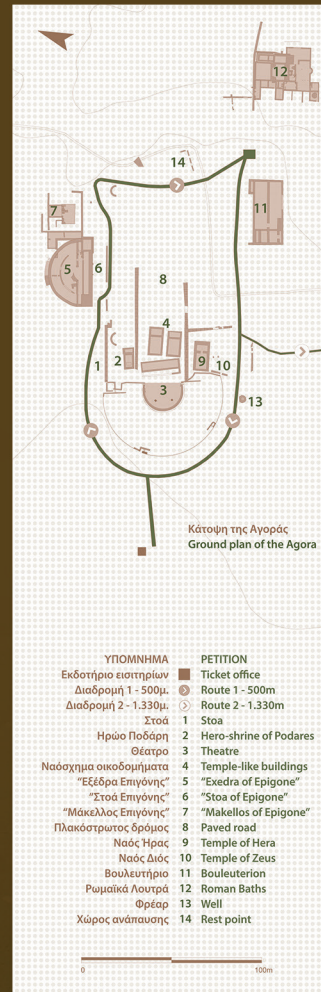 12
14
7
11
5
6
8
4
1
2
9
10
3
13
Κάτοψη της Αγοράς
Ground plan of the Agora
ΥΠΟΜΝΗΜΑ PETITION
Εκδοτήριο εισιτηρίων Ticket office
Διαδρομή 1 - 500μ. Route 1 - 500m
Διαδρομή 2 - 1.330μ. Route 2 - 1.330m
Στοά 1 Stoa
Ηρώο Ποδάρη 2 Hero-shrine of Podares
Θέατρο 3 Theatre
Ναόσχημα οικοδομήματα 4 Temple-like buildings
“Εξέδρα Επιγόνης” 5 “Exedra of Epigone”
“Στοά Επιγόνης” 6 “Stoa of Epigone”
“Μάκελλος Επιγόνης” 7 “Makellos of Epigone”
Πλακόστρωτος δρόμος 8 Paved road
Ναός Ήρας 9 Temple of Hera
Ναός Διός 10 Temple of Zeus
Βουλευτήριο 11 Bouleuterion
Ρωμαϊκά Λουτρά 12 Roman Baths
Φρέαρ 13 Well
Χώρος ανάπαυσης 14 Rest point
0 100m